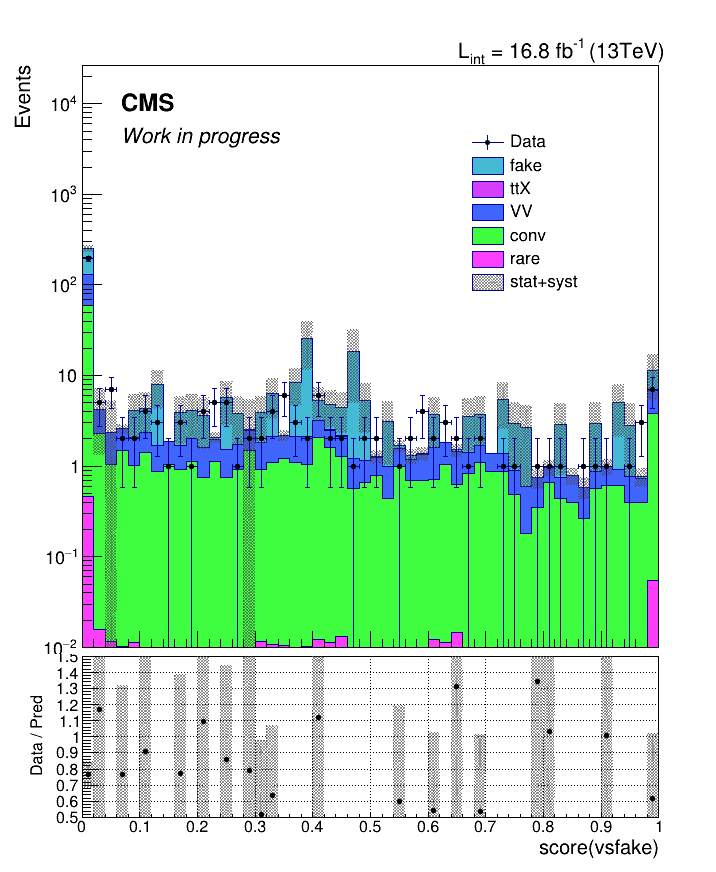 L_int = 16.8 fb^-1 (13TeV)
Events
CMS
Work in progress
Data
fake
ttX
VV
conv
rare
stat+syst
10^4
10^3
10^2
10
1
10^-1
10^-2
Data / Pred
1.5
1.4
1.3
1.2
1.1
1
0.9
0.8
0.7
0.6
0.5
0 0.1 0.2 0.3 0.4 0.5 0.6 0.7 0.8 0.9 1
score(vsfake)